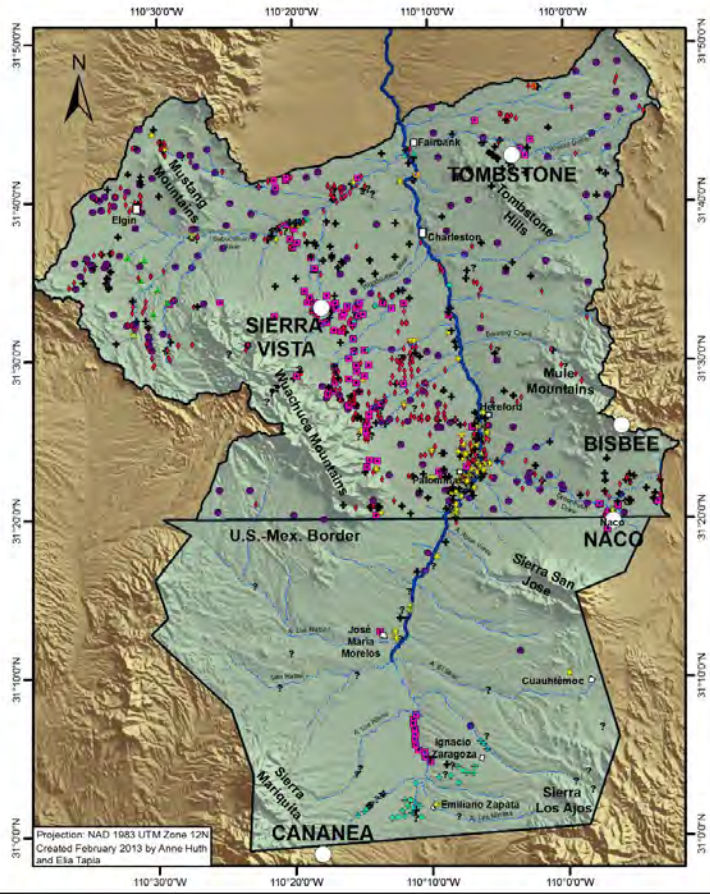 110°30'0"W 110°20'0"W 110°10'0"W 110°0'0"W
31°50'0"N
31°50'0"N
N
Fairbank
TOMBSTONE
Mustang
Mountains
Tombstone
Hills
31°40'0"N
31°40'0"N
Elgin
Charleston
SIERRA
VISTA
31°30'0"N
31°30'0"N
Mule
Mountains
Huachuca Mountains
Hereford
BISBEE
Palominas
31°20'0"N
31°20'0"N
Naco
NACO
U.S.-Mex. Border
Sierra San
Jose
José
Maria
Morelos
31°10'0"N
31°10'0"N
Cuauhtémoc
Ignacio
Zaragoza
Sierra
Mariquita
Emiliano Zapata
Sierra
Los Ajos
31°0'0"N
31°0'0"N
CANANEA
Projection: NAD 1983 UTM Zone 12N
Created February 2013 by Anne Huth
and Elia Tapia
110°30'0"W 110°20'0"W 110°10'0"W 110°0'0"W